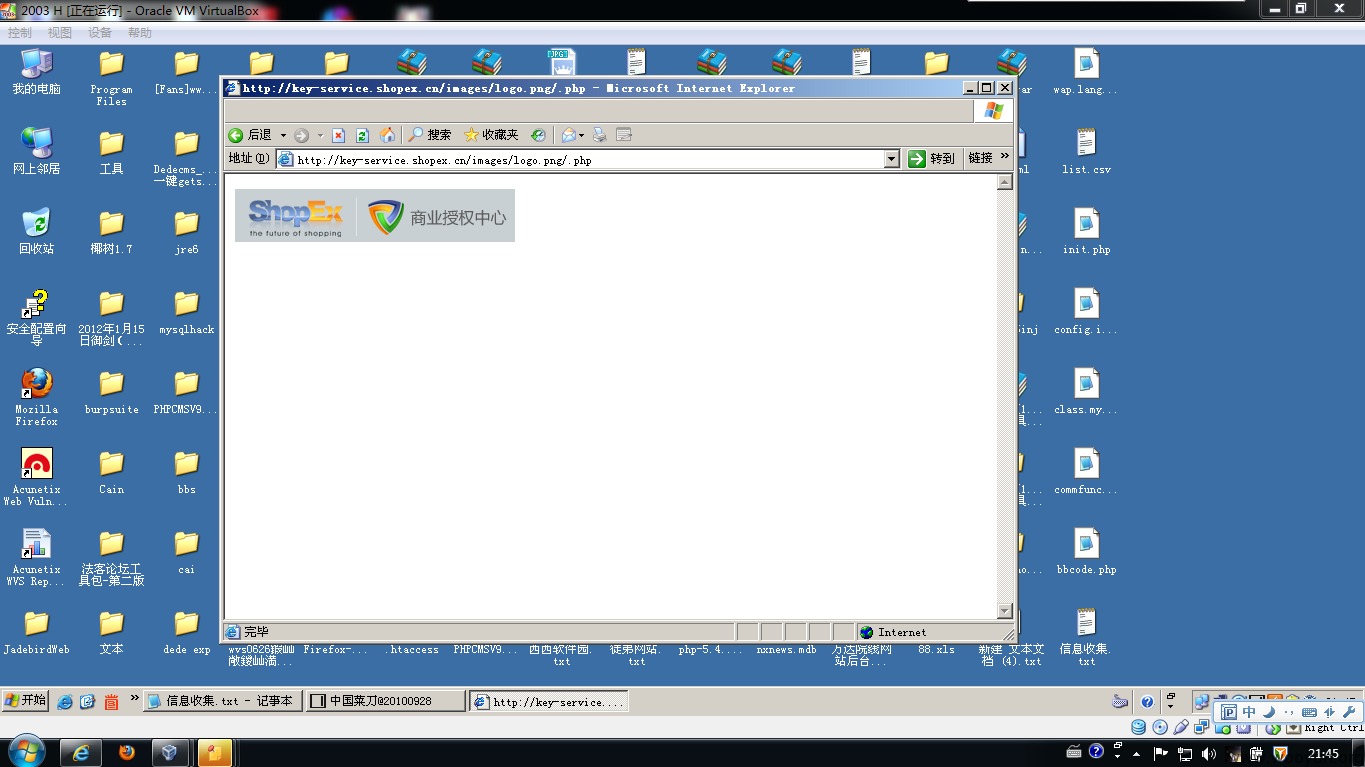 2003 H [正在运行] - Oracle VM VirtualBox
控制 视图 设备 帮助
我的电脑
Program Files
[Fans]ww...
wap.lang...
http://key-service.shopex.cn/images/logo.png/.php - Microsoft Internet Explorer
后退 搜索 收藏夹
地址(D) http://key-service.shopex.cn/images/logo.png/.php 转到 链接 »
ShopEx
the future of shopping
商业授权中心
网上邻居
工具
Dedecms_...
一键gets...
list.csv
回收站
椰树1.7
jre6
init.php
安全配置向导
2012年1月15
日御剑(...
mysqlhack
config.i...
Mozilla Firefox
burpsuite
PHPCMSV9...
class.my...
Acunetix
Web Vuln...
Cain
bbs
commfunc...
Acunetix
WVS Rep...
法客论坛工
具包-第二版
cai
bbcode.php
完毕
Internet
JadebirdWeb
文本
dede exp
Firefox-...
.htaccess
PHPCMSV9...
西西软件园.
txt
徒弟网站.
txt
php-5.4....
nxnews.mdb
万达院线网
站后台...
88.xls
新建 文本文
档 (4).txt
信息收集.
txt
开始
信息收集.txt - 记事本
中国菜刀@20100928
http://key-service....
中
Right Ctrl
21:45